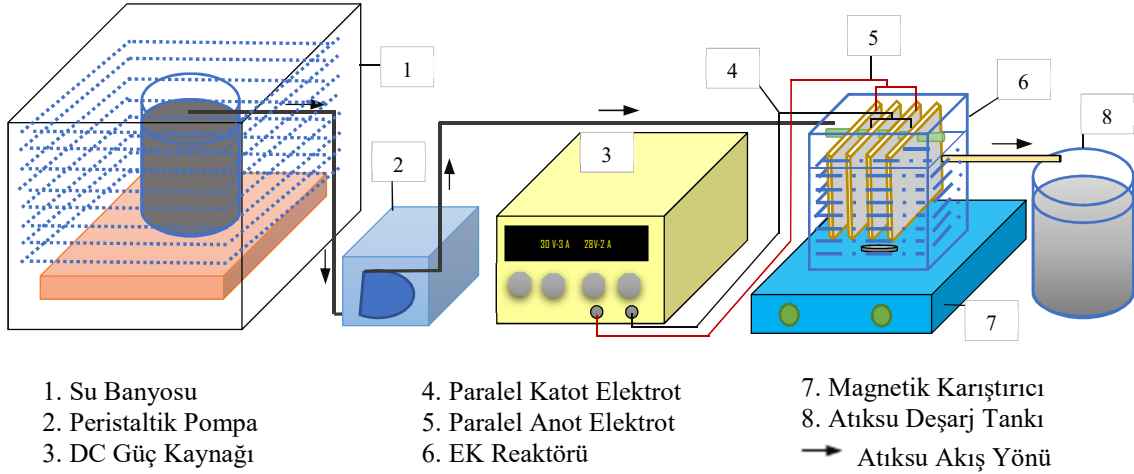 5
4
6
1
8
3
2
30 V-3 A 28V-2 A
7
1. Su Banyosu
2. Peristaltik Pompa
3. DC Güç Kaynağı
4. Paralel Katot Elektrot
5. Paralel Anot Elektrot
6. EK Reaktörü
7. Magnetik Karıştırıcı
8. Atıksu Deşarj Tankı
Atıksu Akış Yönü